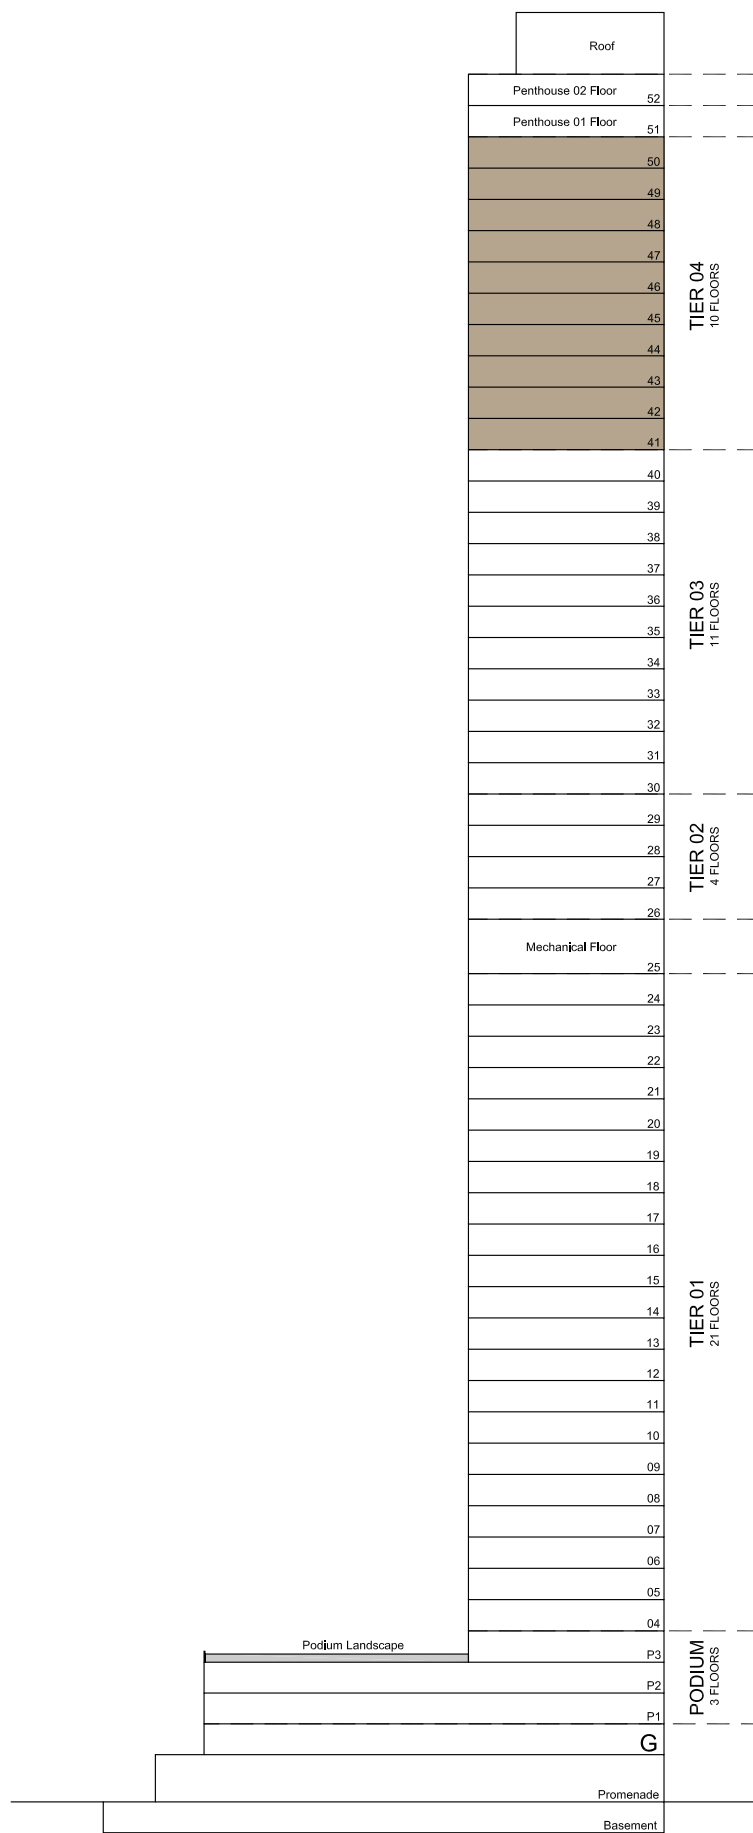 Roof
Penthouse 02 Floor
52
Penthouse 01 Floor
51
50
49
48
47
46
45
44
43
42
41
TIER 04
10 FLOORS
40
39
38
37
36
35
34
33
32
31
30
TIER 03
11 FLOORS
29
28
27
26
TIER 02
4 FLOORS
Mechanical Floor
25
24
23
22
21
20
19
18
17
16
15
14
13
12
11
10
09
08
07
06
05
04
TIER 01
21 FLOORS
Podium Landscape
P3
P2
P1
PODIUM
3 FLOORS
G
Promenade
Basement